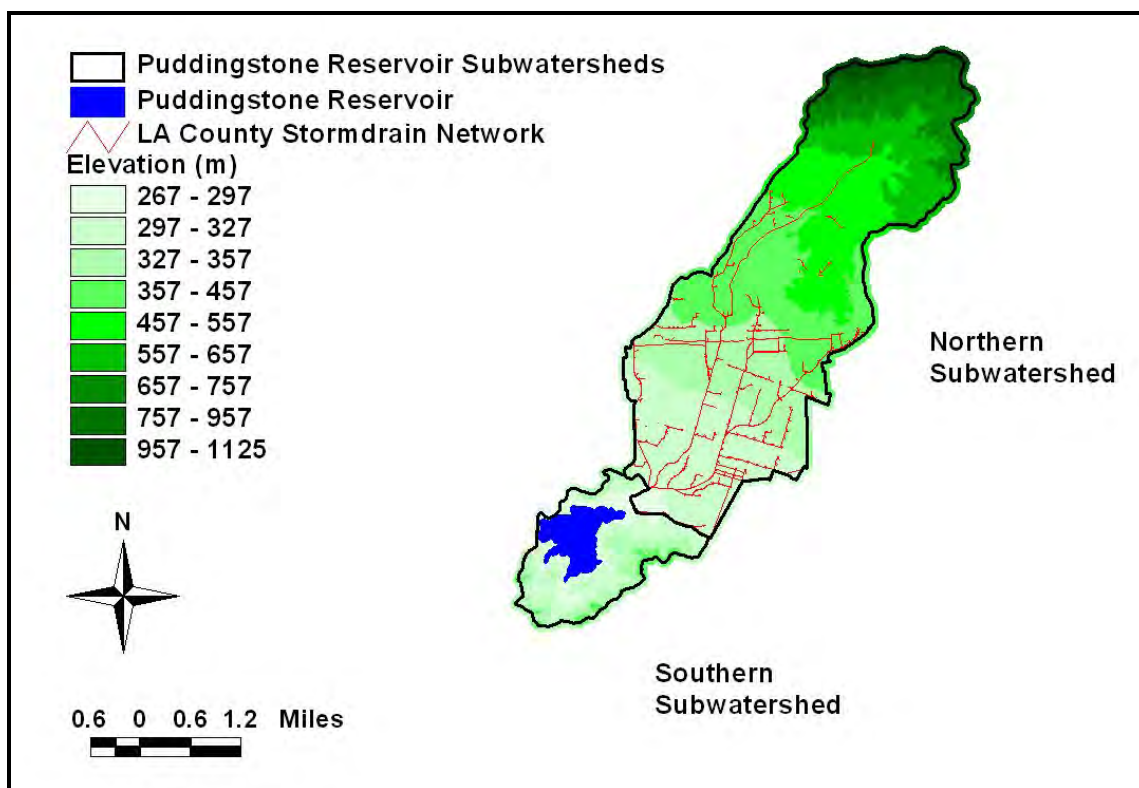 Puddingstone Reservoir Subwatersheds
Puddingstone Reservoir
LA County Stormdrain Network
Elevation (m)
267 - 297
297 - 327
327 - 357
357 - 457
457 - 557
557 - 657
657 - 757
757 - 957
957 - 1125
Northern
Subwatershed
N
Southern
Subwatershed
0.6 0 0.6 1.2 Miles